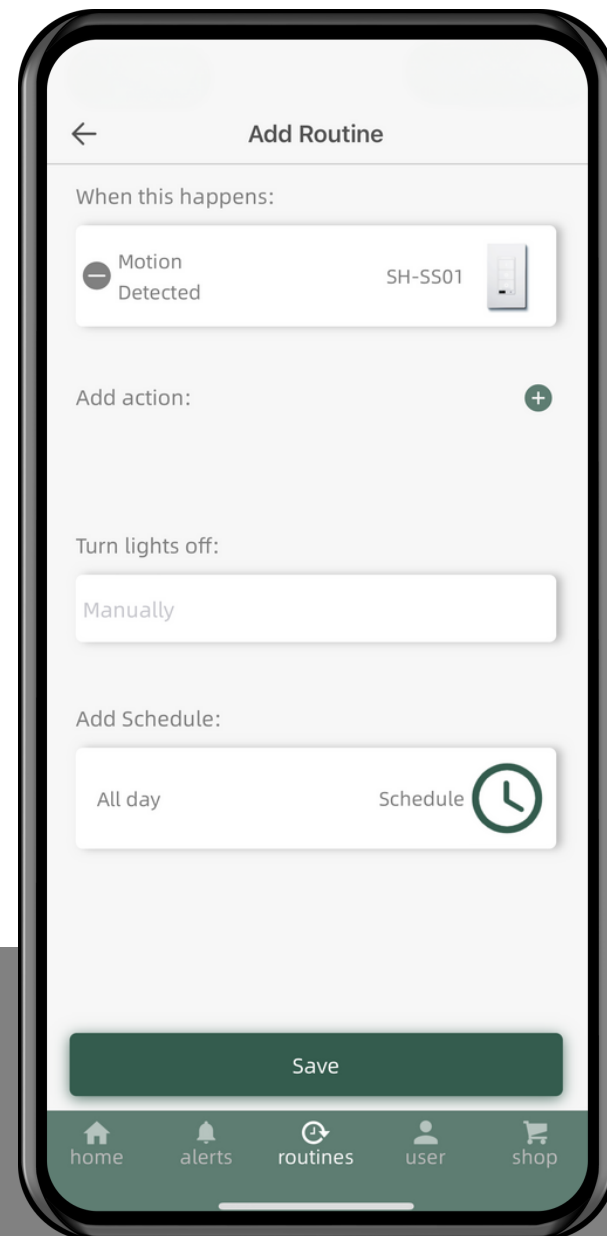 Add Routine
When this happens:
Motion
Detected
SH-SS01
Add action:
Turn lights off:
Manually
Add Schedule:
All day
Schedule
Save
home
alerts
routines
user
shop